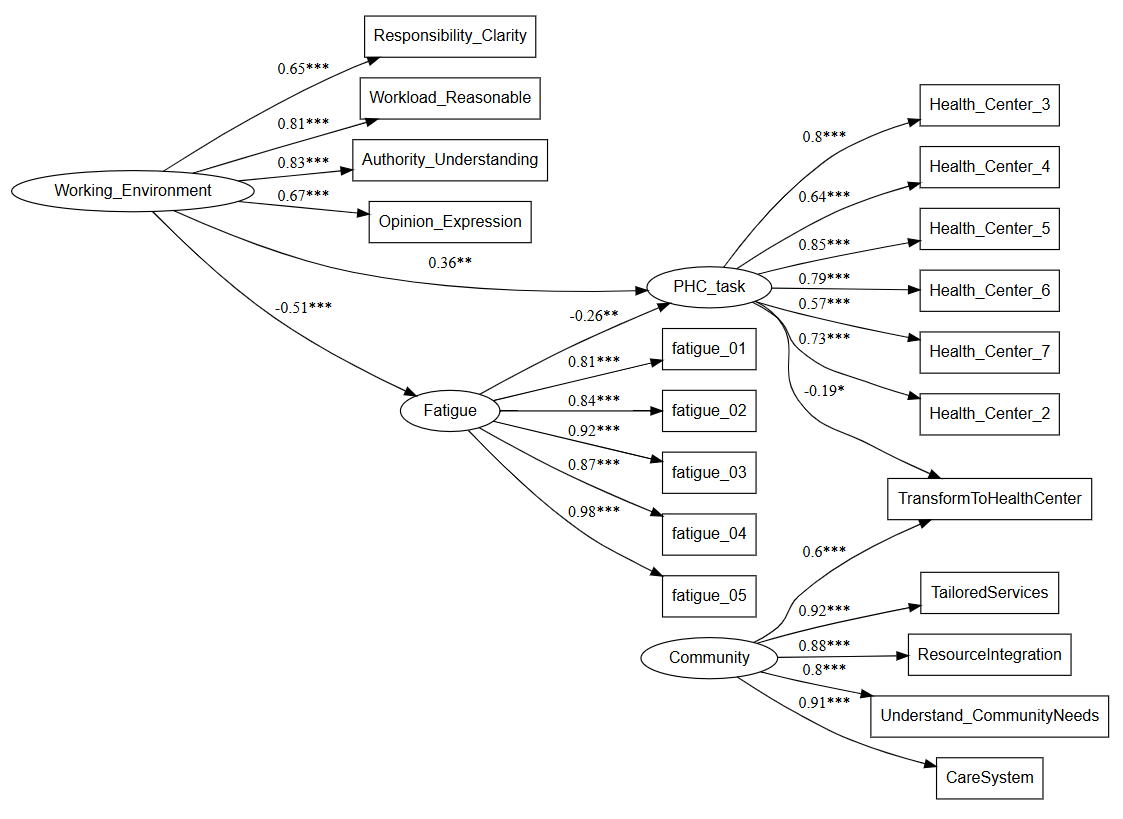 Responsibility_Clarity
0.65***
Workload_Reasonable
Health_Center_3
0.81***
0.8***
Authority_Understanding
0.83***
Health_Center_4
Working_Environment
0.67***
0.64***
Opinion_Expression
Health_Center_5
0.85***
0.36**
0.79***
PHC_task
Health_Center_6
0.57***
-0.51***
-0.26**
0.73***
fatigue_01
Health_Center_7
0.81***
-0.19*
0.84***
Fatigue
fatigue_02
Health_Center_2
0.92***
0.87***
fatigue_03
TransformToHealthCenter
0.98***
fatigue_04
0.6***
fatigue_05
TailoredServices
0.92***
0.88***
Community
ResourceIntegration
0.8***
0.91***
Understand_CommunityNeeds
CareSystem